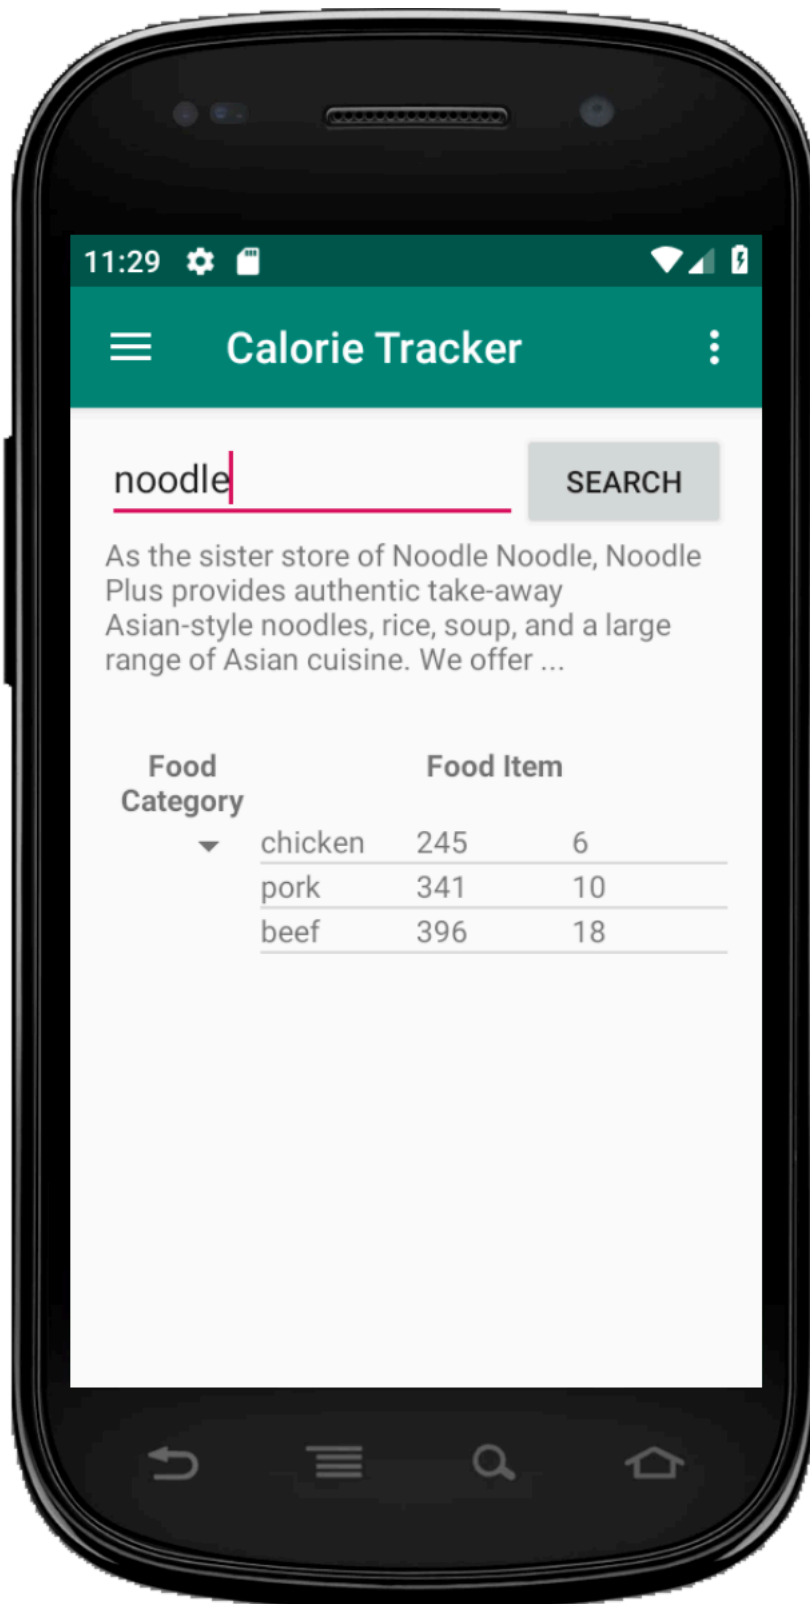 11:29
Calorie Tracker
noodle
SEARCH
As the sister store of Noodle Noodle, Noodle
Plus provides authentic take-away
Asian-style noodles, rice, soup, and a large
range of Asian cuisine. We offer ...
Food
Category
Food Item
chicken 245 6
pork 341 10
beef 396 18